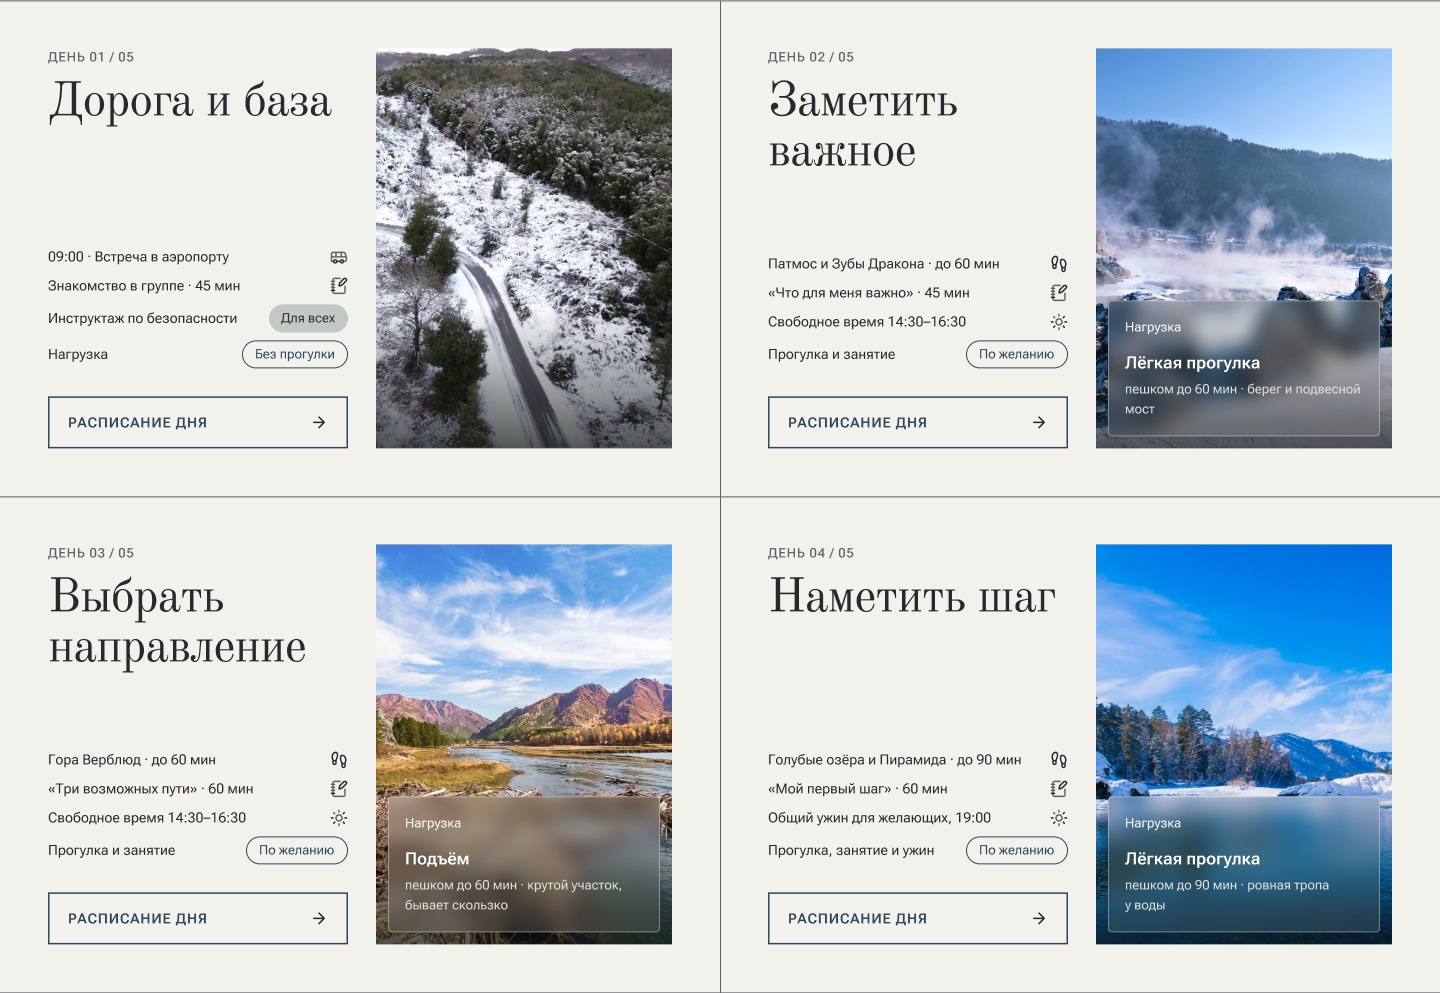 ДЕНЬ 01 / 05
Дорога и база
09:00 · Встреча в аэропорту
Знакомство в группе · 45 мин
Инструктаж по безопасности
Для всех
Нагрузка
Без прогулки
РАСПИСАНИЕ ДНЯ
ДЕНЬ 02 / 05
Заметить
важное
Патмос и Зубы Дракона · до 60 мин
«Что для меня важно» · 45 мин
Свободное время 14:30–16:30
Прогулка и занятие
По желанию
РАСПИСАНИЕ ДНЯ
Нагрузка
Лёгкая прогулка
пешком до 60 мин · берег и подвесной
мост
ДЕНЬ 03 / 05
Выбрать
направление
Гора Верблюд · до 60 мин
«Три возможных пути» · 60 мин
Свободное время 14:30–16:30
Прогулка и занятие
По желанию
РАСПИСАНИЕ ДНЯ
Нагрузка
Подъём
пешком до 60 мин · крутой участок,
бывает скользко
ДЕНЬ 04 / 05
Наметить шаг
Голубые озёра и Пирамида · до 90 мин
«Мой первый шаг» · 60 мин
Общий ужин для желающих, 19:00
Прогулка, занятие и ужин
По желанию
РАСПИСАНИЕ ДНЯ
Нагрузка
Лёгкая прогулка
пешком до 90 мин · ровная тропа
у воды